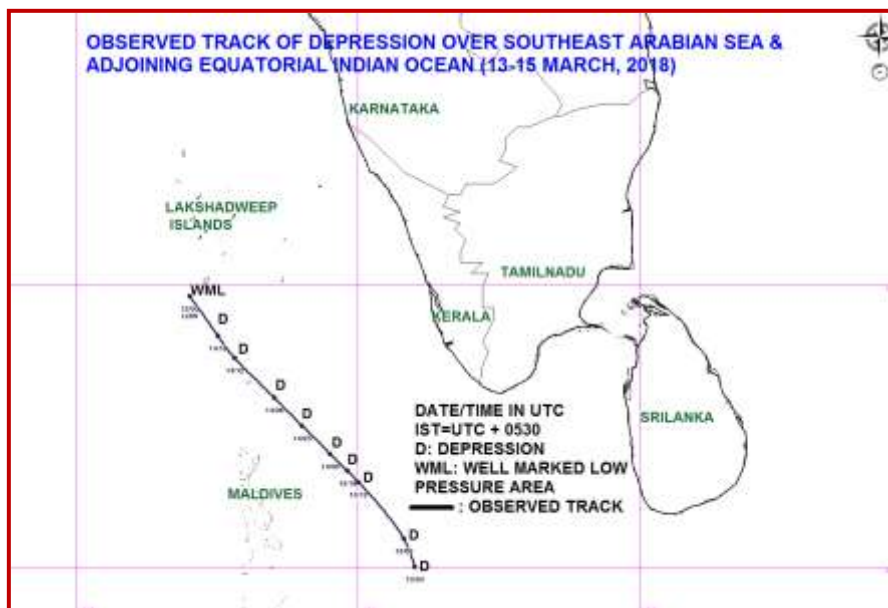 OBSERVED TRACK OF DEPRESSION OVER SOUTHEAST ARABIAN SEA &
ADJOINING EQUATORIAL INDIAN OCEAN (13-15 MARCH, 2018)
KARNATAKA
LAKSHADWEEP
ISLANDS
TAMILNADU
WML
KERALA
D
D
D
D
D
D
D
D
D
DATE/TIME IN UTC
IST=UTC + 0530
D: DEPRESSION
WML: WELL MARKED LOW
PRESSURE AREA
: OBSERVED TRACK
SRILANKA
MALDIVES